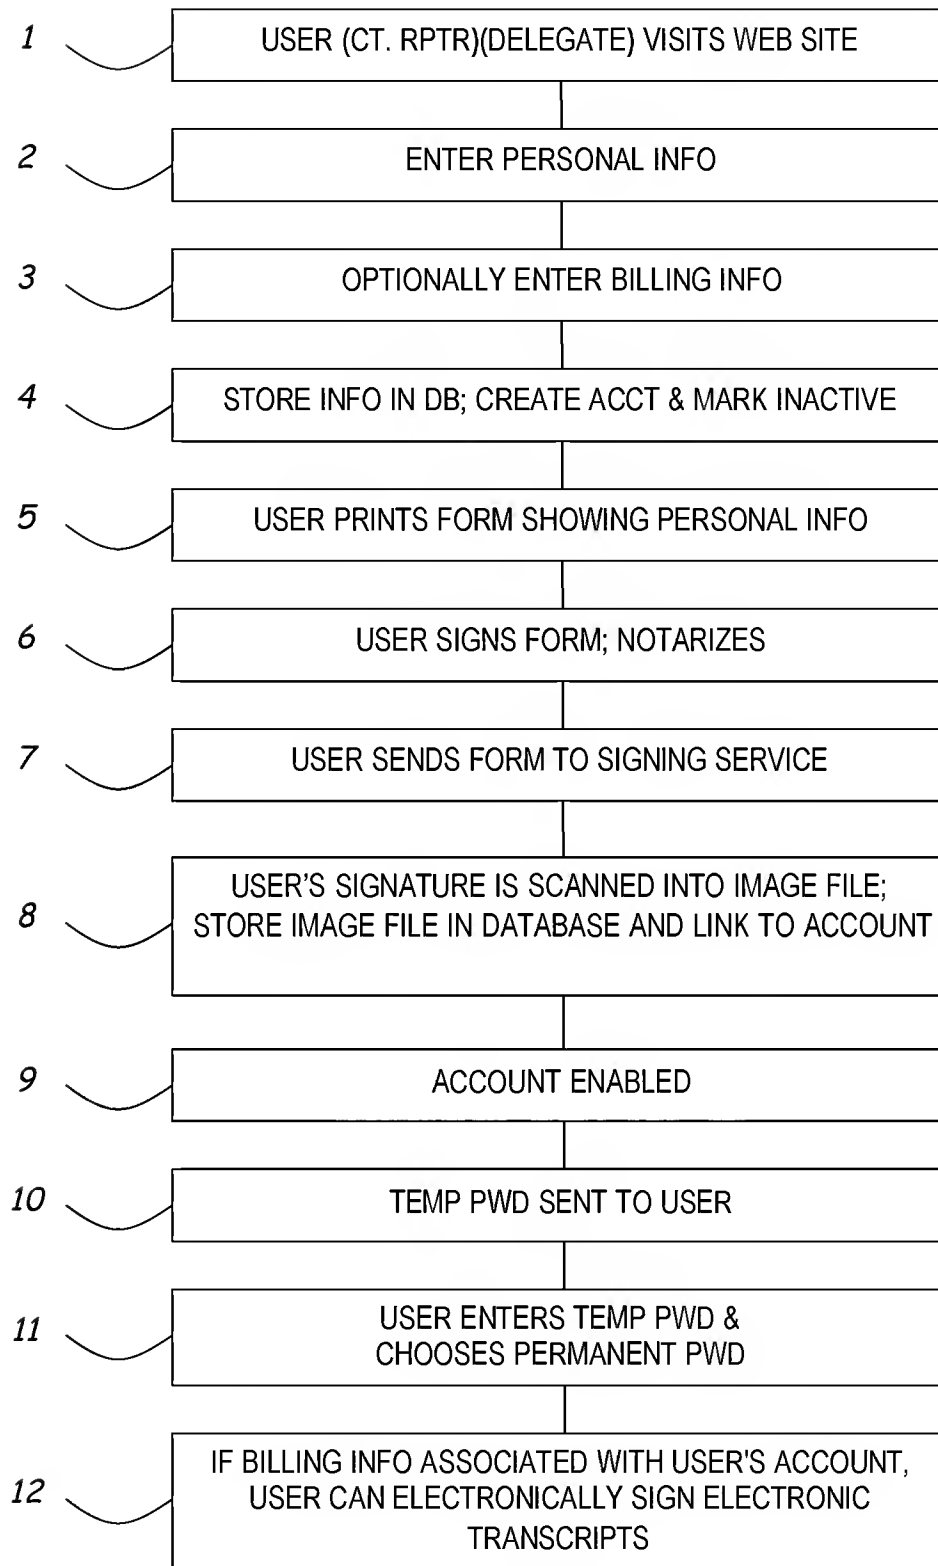 1 USER (CT. RPTR)(DELEGATE) VISITS WEB SITE
2 ENTER PERSONAL INFO
3 OPTIONALLY ENTER BILLING INFO
4 STORE INFO IN DB; CREATE ACCT & MARK INACTIVE
5 USER PRINTS FORM SHOWING PERSONAL INFO
6 USER SIGNS FORM; NOTARIZES
7 USER SENDS FORM TO SIGNING SERVICE
8 USER'S SIGNATURE IS SCANNED INTO IMAGE FILE;
STORE IMAGE FILE IN DATABASE AND LINK TO ACCOUNT
9 ACCOUNT ENABLED
10 TEMP PWD SENT TO USER
11 USER ENTERS TEMP PWD &
CHOOSES PERMANENT PWD
12 IF BILLING INFO ASSOCIATED WITH USER'S ACCOUNT,
USER CAN ELECTRONICALLY SIGN ELECTRONIC
TRANSCRIPTS